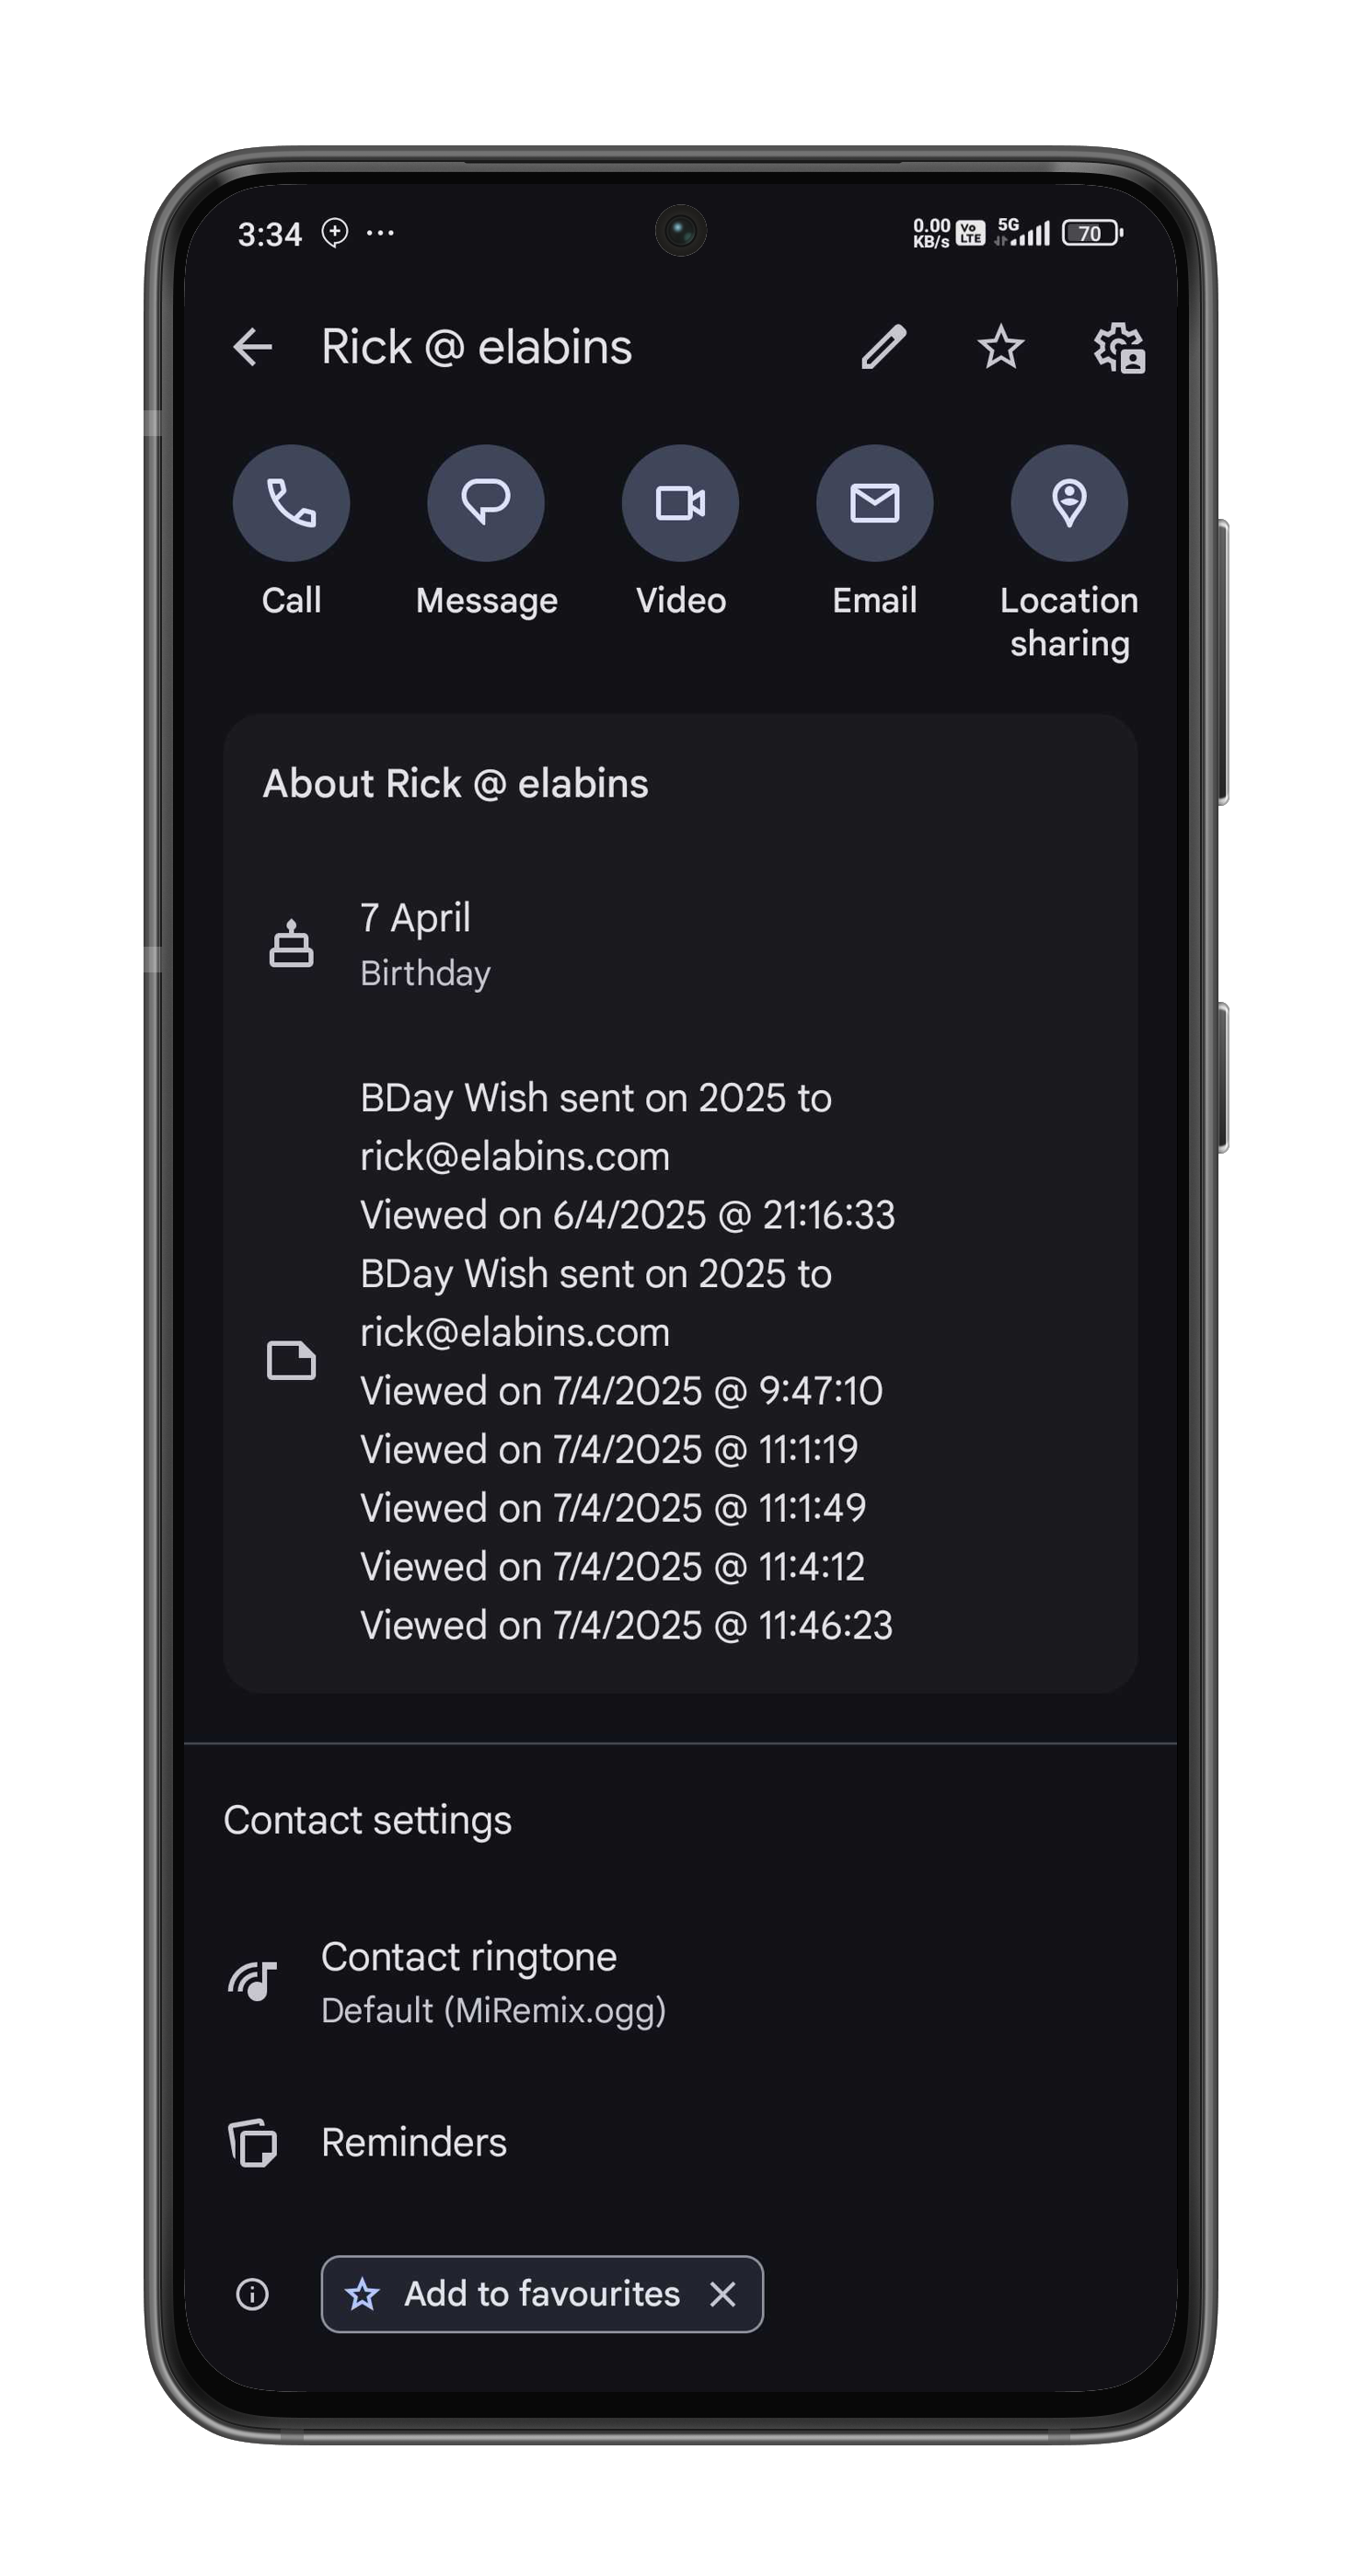 3:34
0.00 KB/s Vo LTE 5G 70
Rick @ elabins
Call Message Video Email Location sharing
About Rick @ elabins
7 April
Birthday
BDay Wish sent on 2025 to
rick@elabins.com
Viewed on 6/4/2025 @ 21:16:33
BDay Wish sent on 2025 to
rick@elabins.com
Viewed on 7/4/2025 @ 9:47:10
Viewed on 7/4/2025 @ 11:1:19
Viewed on 7/4/2025 @ 11:1:49
Viewed on 7/4/2025 @ 11:4:12
Viewed on 7/4/2025 @ 11:46:23
Contact settings
Contact ringtone
Default (MiRemix.ogg)
Reminders
Add to favourites